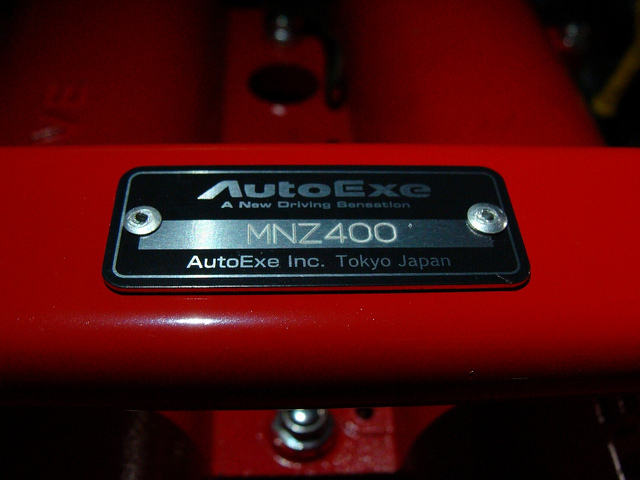 AutoExe
A New Driving Sensation
MNZ400
AutoExe Inc. Tokyo Japan